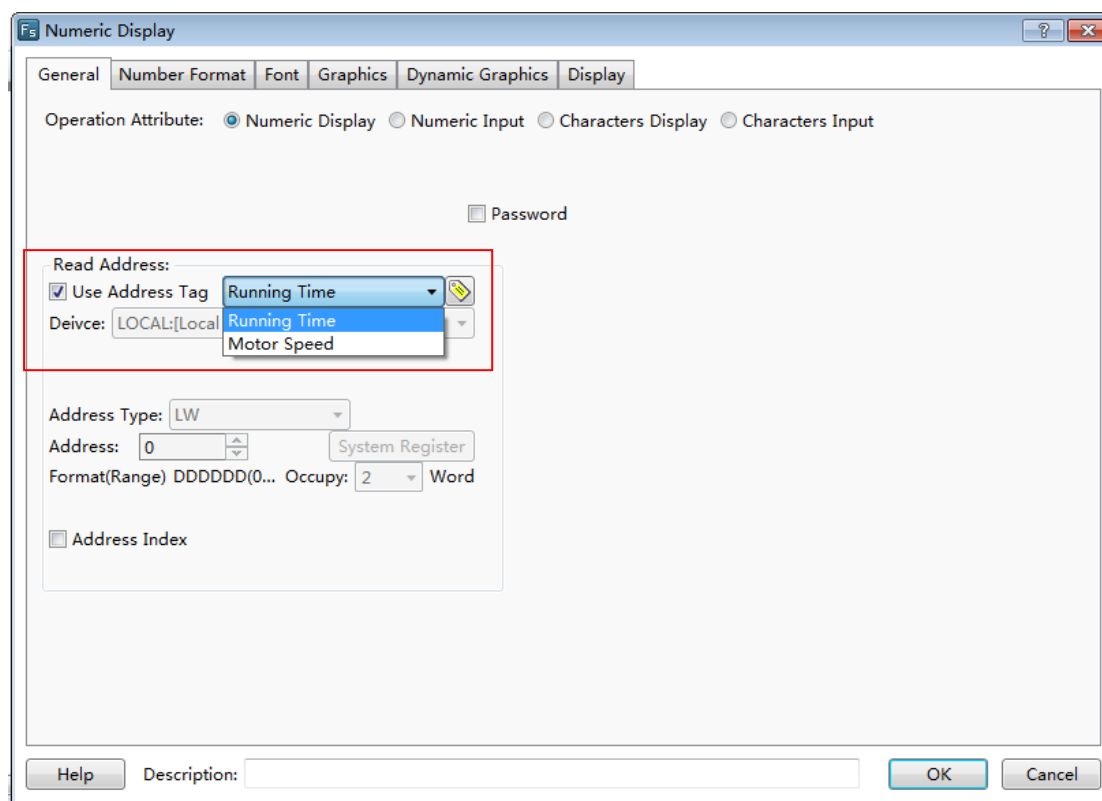 Fs Numeric Display ?
General Number Format Font Graphics Dynamic Graphics Display
Operation Attribute: Numeric Display Numeric Input Characters Display Characters Input
Password
Read Address:
Use Address Tag Running Time
Deivce: LOCAL:[Local Running Time
Motor Speed
Address Type: LW
Address: 0 System Register
Format(Range) DDDDDD(0... Occupy: 2 Word
Address Index
Help Description: OK Cancel